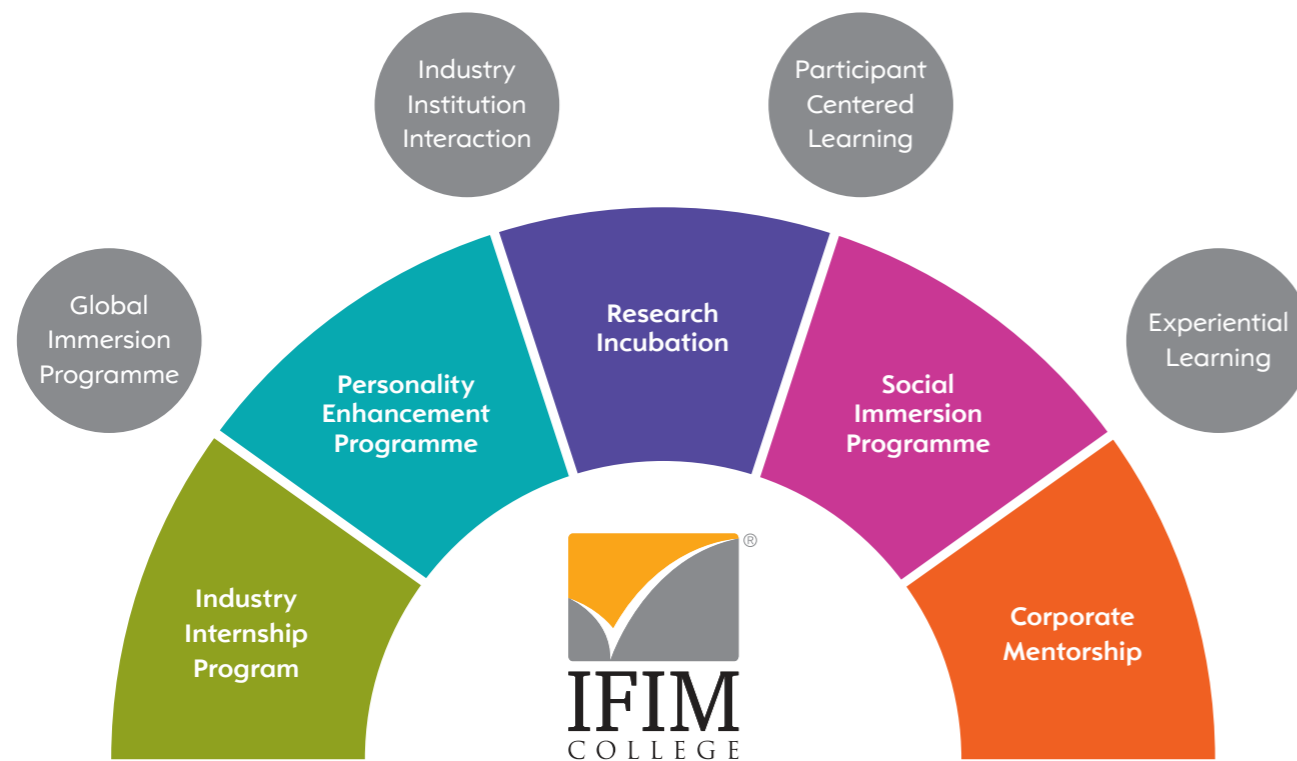 Industry
Institution
Interaction
Participant
Centered
Learning
Global
Immersion
Programme
Experiential
Learning
Research
Incubation
Personality
Enhancement
Programme
Social
Immersion
Programme
Industry
Internship
Program
Corporate
Mentorship
®
IFIM
COLLEGE